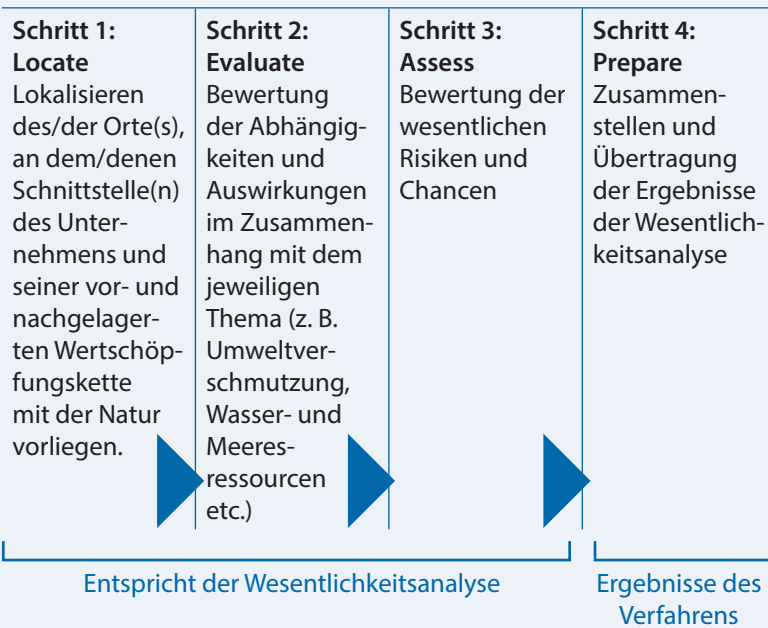 Schritt 1:
Locate
Lokalisieren
des/der Orte(s),
an dem/denen
Schnittstelle(n)
des Unter-
nehmens und
seiner vor- und
nachgelager-
ten Wertschöp-
fungskette
mit der Natur
vorliegen.
Schritt 2:
Evaluate
Bewertung
der Abhängig-
keiten und
Auswirkungen
im Zusammen-
hang mit dem
jeweiligen
Thema (z. B.
Umweltver-
schmutzung,
Wasser- und
Meeres-
ressourcen
etc.)
Schritt 3:
Assess
Bewertung der
wesentlichen
Risiken und
Chancen
Schritt 4:
Prepare
Zusammen-
stellen und
Übertragung
der Ergebnisse
der Wesentlich-
keitsanalyse
Entspricht der Wesentlichkeitsanalyse
Ergebnisse des
Verfahrens